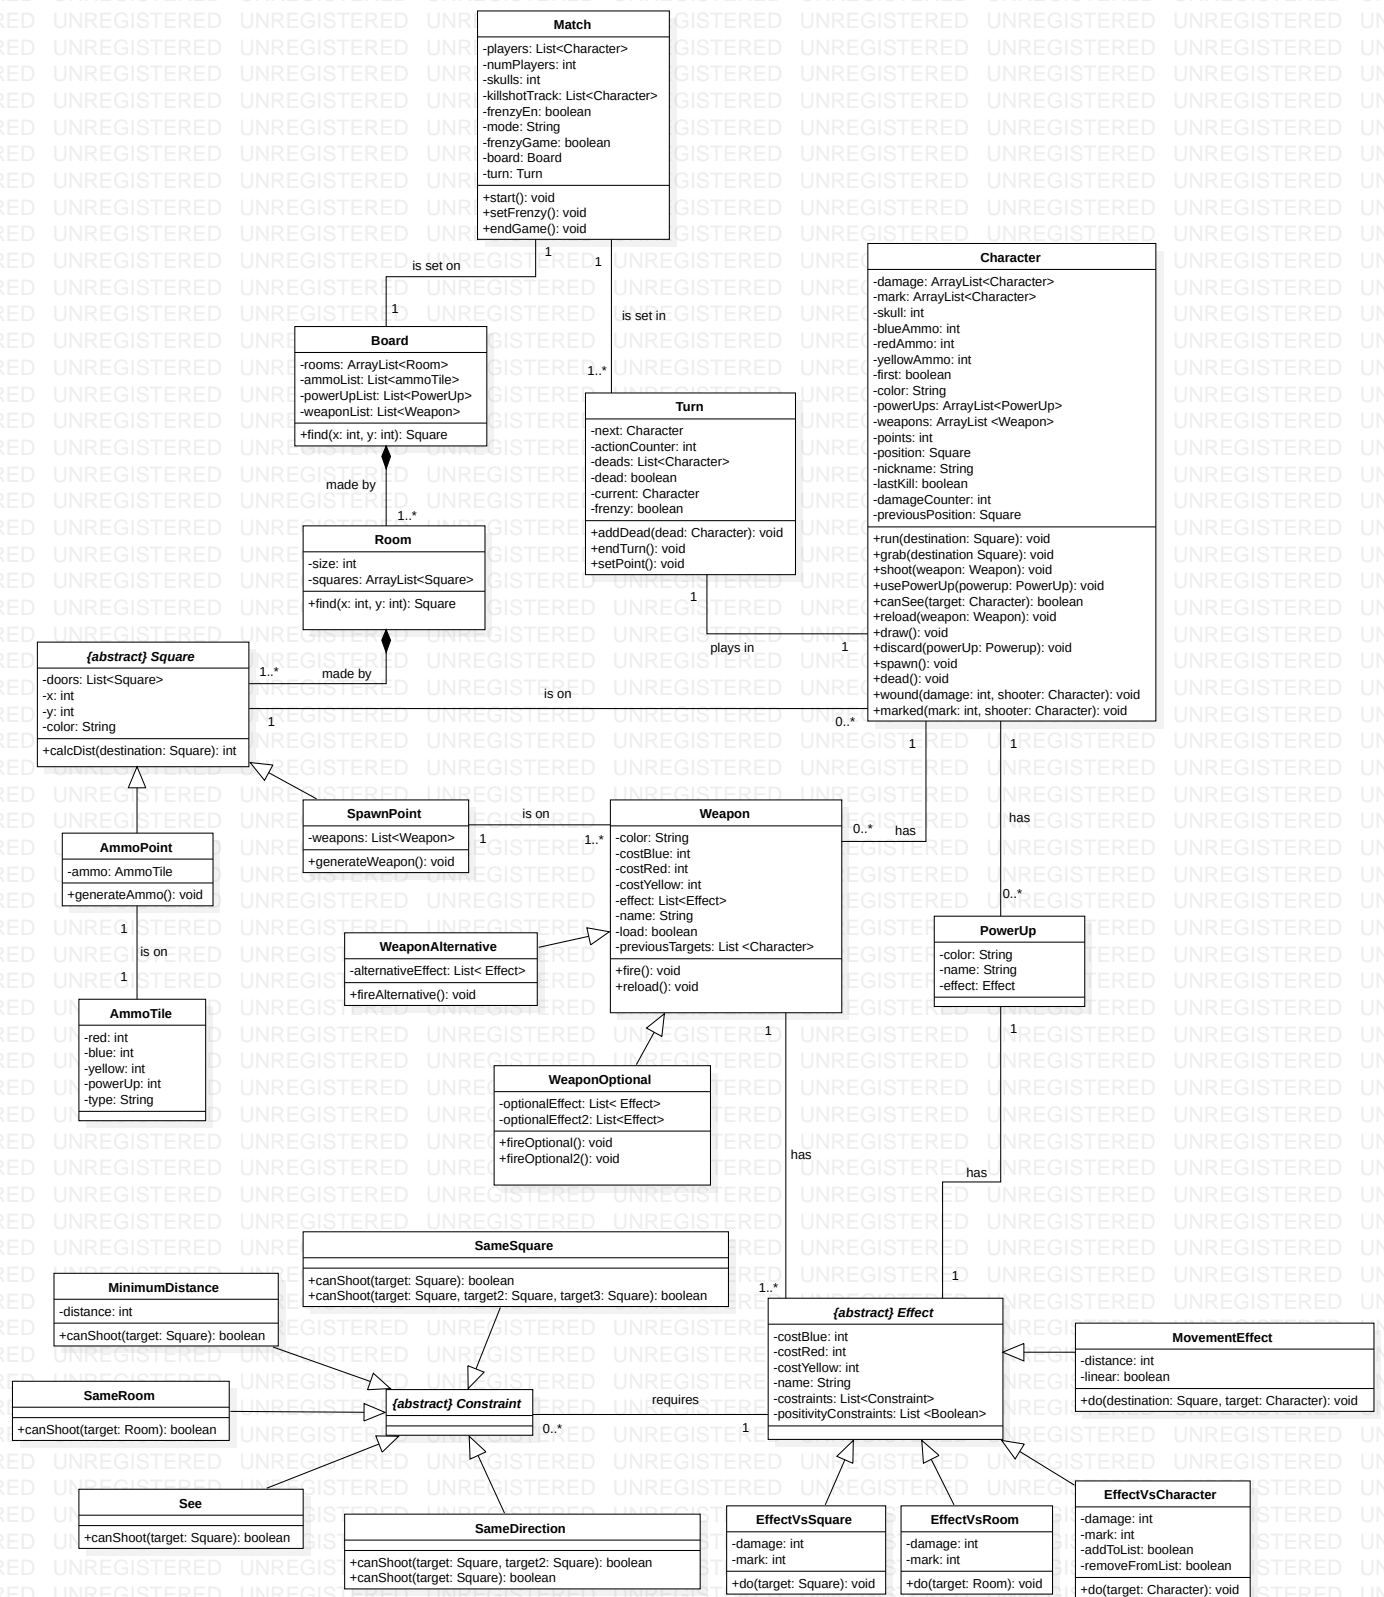 Match
-players: List<Character>
-numPlayers: int
-skulls: int
-killshotTrack: List<Character>
-frenzyEn: boolean
-mode: String
-frenzyGame: boolean
-board: Board
-turn: Turn
+start(): void
+setFrenzy(): void
+endGame(): void
1
1
is set on
1
is set in
1..*
Board
-rooms: ArrayList<Room>
-ammoList: List<ammoTile>
-powerUpList: List<PowerUp>
-weaponList: List<Weapon>
+find(x: int, y: int): Square
made by
1..*
Turn
-next: Character
-actionCounter: int
-deads: List<Character>
-dead: boolean
-current: Character
-frenzy: boolean
+addDead(dead: Character): void
+endTurn(): void
+setPoint(): void
1
plays in
1
Character
-damage: ArrayList<Character>
-mark: ArrayList<Character>
-skull: int
-blueAmmo: int
-redAmmo: int
-yellowAmmo: int
-first: boolean
-color: String
-powerUps: ArrayList<PowerUp>
-weapons: ArrayList <Weapon>
-points: int
-position: Square
-nickname: String
-lastKill: boolean
-damageCounter: int
-previousPosition: Square
+run(destination: Square): void
+grab(destination Square): void
+shoot(weapon: Weapon): void
+usePowerUp(powerup: PowerUp): void
+canSee(target: Character): boolean
+reload(weapon: Weapon): void
+draw(): void
+discard(powerUp: Powerup): void
+spawn(): void
+dead(): void
+wound(damage: int, shooter: Character): void
+marked(mark: int, shooter: Character): void
Room
-size: int
-squares: ArrayList<Square>
+find(x: int, y: int): Square
1..*
made by
{abstract} Square
-doors: List<Square>
-x: int
-y: int
-color: String
+calcDist(destination: Square): int
is on
1
0..*
1
1
SpawnPoint
-weapons: List<Weapon>
+generateWeapon(): void
is on
1
1..*
Weapon
-color: String
-costBlue: int
-costRed: int
-costYellow: int
-effect: List<Effect>
-name: String
-load: boolean
-previousTargets: List <Character>
+fire(): void
+reload(): void
0..*
has
has
0..*
AmmoPoint
-ammo: AmmoTile
+generateAmmo(): void
1
is on
1
AmmoTile
-red: int
-blue: int
-yellow: int
-powerUp: int
-type: String
WeaponAlternative
-alternativeEffect: List< Effect>
+fireAlternative(): void
PowerUp
-color: String
-name: String
-effect: Effect
1
1
WeaponOptional
-optionalEffect: List< Effect>
-optionalEffect2: List<Effect>
+fireOptional(): void
+fireOptional2(): void
has
has
1..*
1
SameSquare
+canShoot(target: Square): boolean
+canShoot(target: Square, target2: Square, target3: Square): boolean
MinimumDistance
-distance: int
+canShoot(target: Square): boolean
SameRoom
+canShoot(target: Room): boolean
{abstract} Constraint
requires
0..*
1
{abstract} Effect
-costBlue: int
-costRed: int
-costYellow: int
-name: String
-costraints: List<Constraint>
-positivityConstraints: List <Boolean>
MovementEffect
-distance: int
-linear: boolean
+do(destination: Square, target: Character): void
See
+canShoot(target: Square): boolean
SameDirection
+canShoot(target: Square, target2: Square): boolean
+canShoot(target: Square): boolean
EffectVsSquare
-damage: int
-mark: int
+do(target: Square): void
EffectVsRoom
-damage: int
-mark: int
+do(target: Room): void
EffectVsCharacter
-damage: int
-mark: int
-addToList: boolean
-removeFromList: boolean
+do(target: Character): void
UNREGISTERED